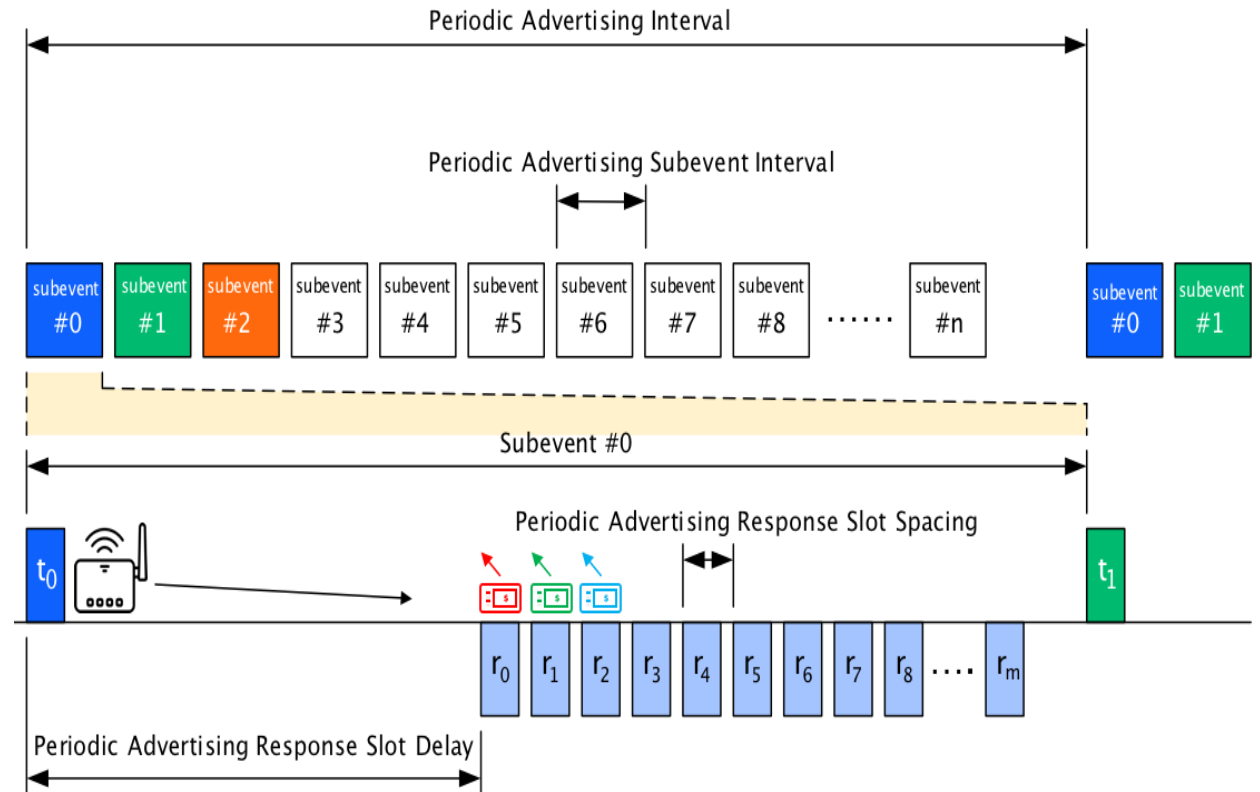 Periodic Advertising Interval
Periodic Advertising Subevent Interval
subevent #0
subevent #1
subevent #2
subevent #3
subevent #4
subevent #5
subevent #6
subevent #7
subevent #8
......
subevent #n
subevent #0
subevent #1
Subevent #0
Periodic Advertising Response Slot Spacing
t0
$
$
$
t1
r0
r1
r2
r3
r4
r5
r6
r7
r8
....
rm
Periodic Advertising Response Slot Delay